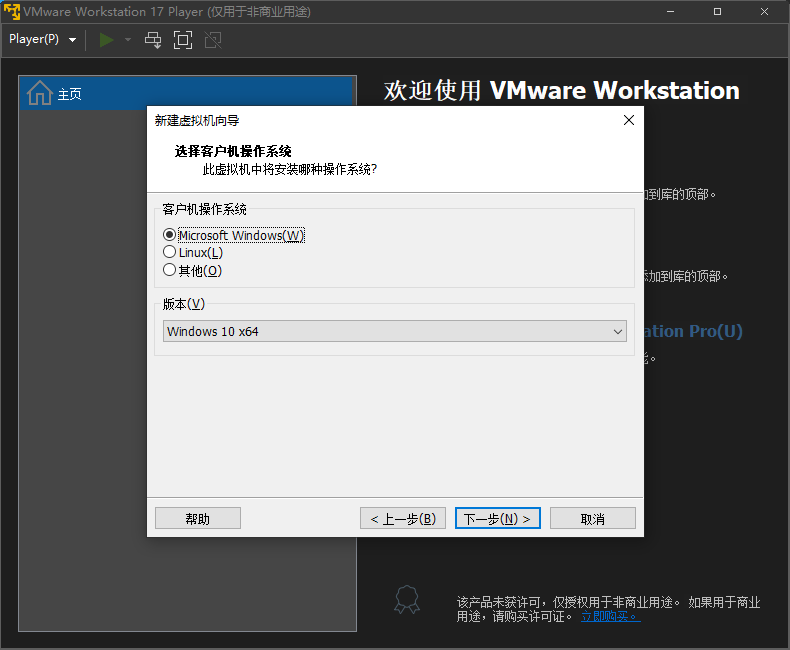 VMware Workstation 17 Player (仅用于非商业用途)
Player(P)
主页
欢迎使用 VMware Workstation
新建虚拟机向导
选择客户机操作系统
此虚拟机中将安装哪种操作系统?
加到库的顶部。
客户机操作系统
Microsoft Windows(W)
Linux(L)
其他(O)
添加到库的顶部。
版本(V)
Windows 10 x64
ation Pro(U)
能。
帮助
< 上一步(B)
下一步(N) >
取消
该产品未获许可，仅授权用于非商业用途。 如果用于商业
用途，请购买许可证。 立即购买。